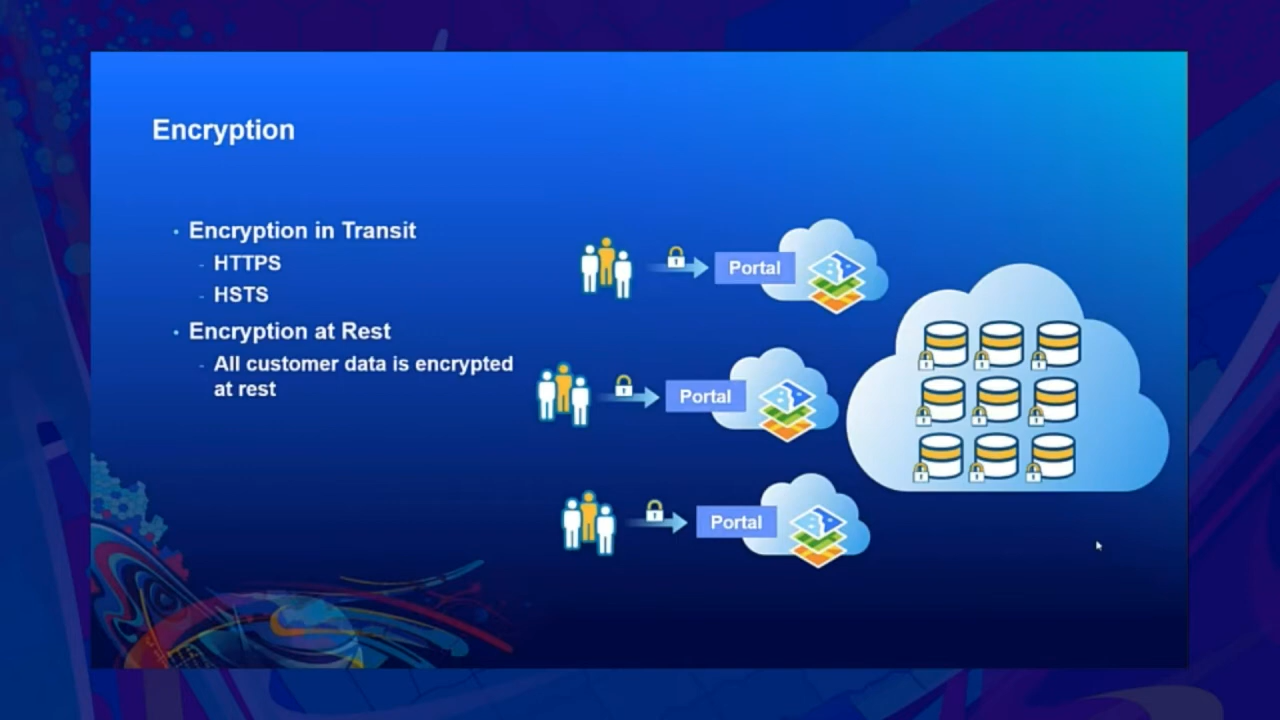 Encryption
Encryption in Transit
- HTTPS
- HSTS
Encryption at Rest
- All customer data is encrypted
at rest
Portal
Portal
Portal